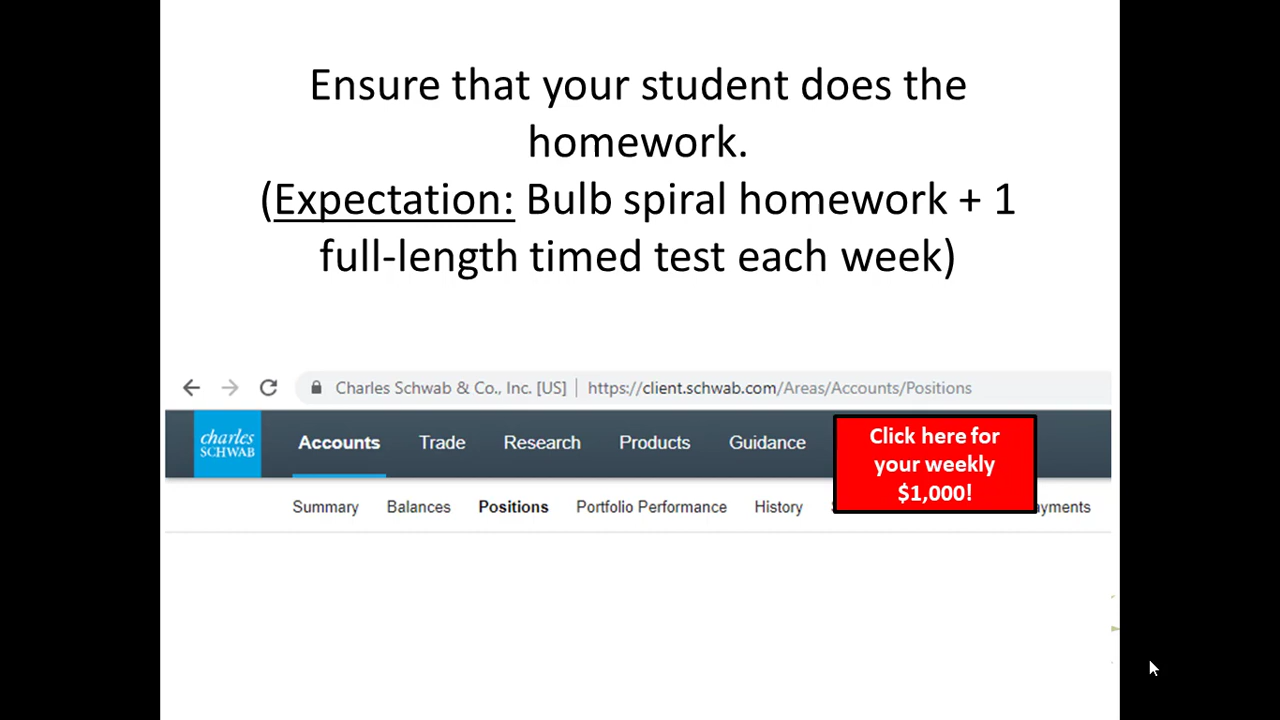 Ensure that your student does the
homework.
(Expectation: Bulb spiral homework + 1
full-length timed test each week)
Charles Schwab & Co., Inc. [US] | https://client.schwab.com/Areas/Accounts/Positions
charles
SCHWAB
Accounts Trade Research Products Guidance
Click here for
your weekly
$1,000!
Summary Balances Positions Portfolio Performance History